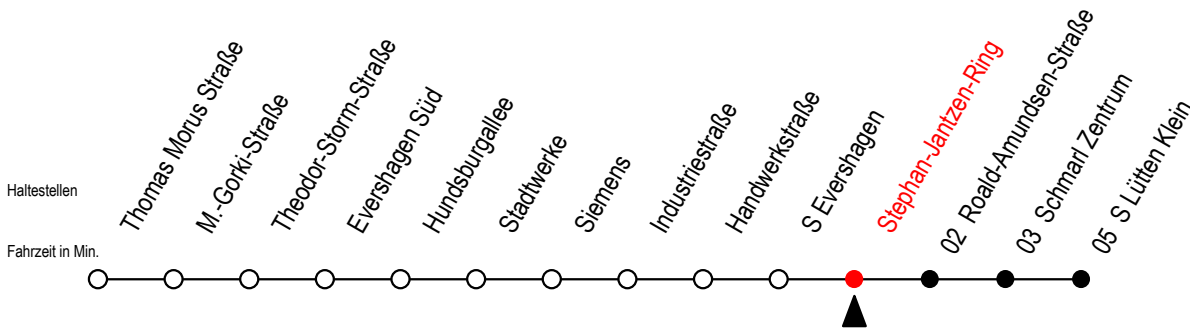 Haltestellen
Fahrzeit in Min.
Thomas Morus Straße
M.-Gorki-Straße
Theodor-Storm-Straße
Evershagen Süd
Hundsburgallee
Stadtwerke
Siemens
Industriestraße
Handwerkstraße
S Evershagen
Stephan-Jantzen-Ring
02 Roald-Amundsen-Straße
03 Schmarl Zentrum
05 S Lütten Klein